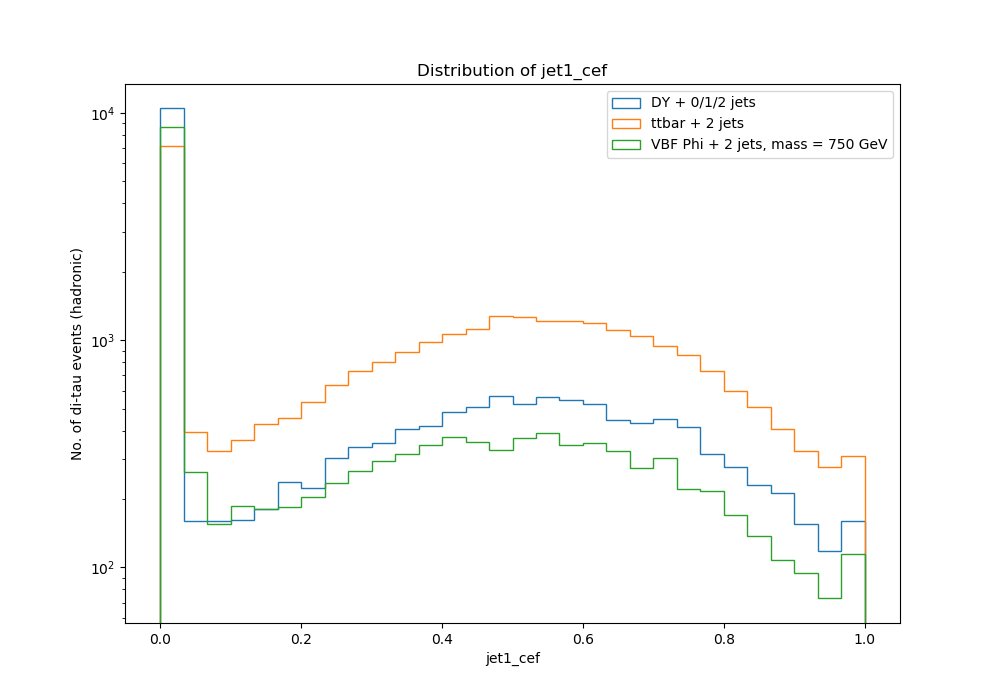 Distribution of jet1_cef
DY + 0/1/2 jets
ttbar + 2 jets
VBF Phi + 2 jets, mass = 750 GeV
No. of di-tau events (hadronic)
10⁴
10³
10²
0.0 0.2 0.4 0.6 0.8 1.0
jet1_cef